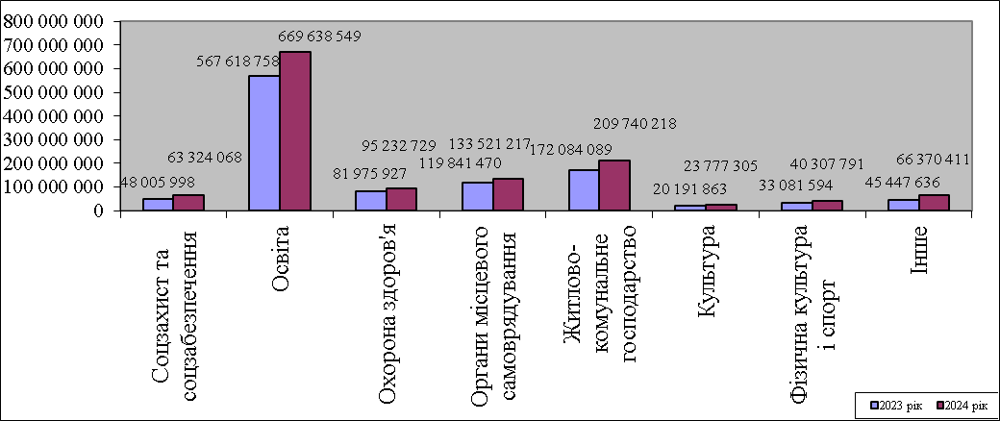 800 000 000
700 000 000
600 000 000
500 000 000
400 000 000
300 000 000
200 000 000
100 000 000
0
48 005 998
63 324 068
567 618 758
669 638 549
81 975 927
95 232 729
119 841 470
133 521 217
172 084 089
209 740 218
20 191 863
23 777 305
33 081 594
40 307 791
45 447 636
66 370 411
Соцзахист та
соцзабезпечення
Освіта
Охорона здоров'я
Органи місцевого
самоврядування
Житлово-
комунальне
господарство
Культура
Фізична культура
і спорт
Інше
2023 рік
2024 рік